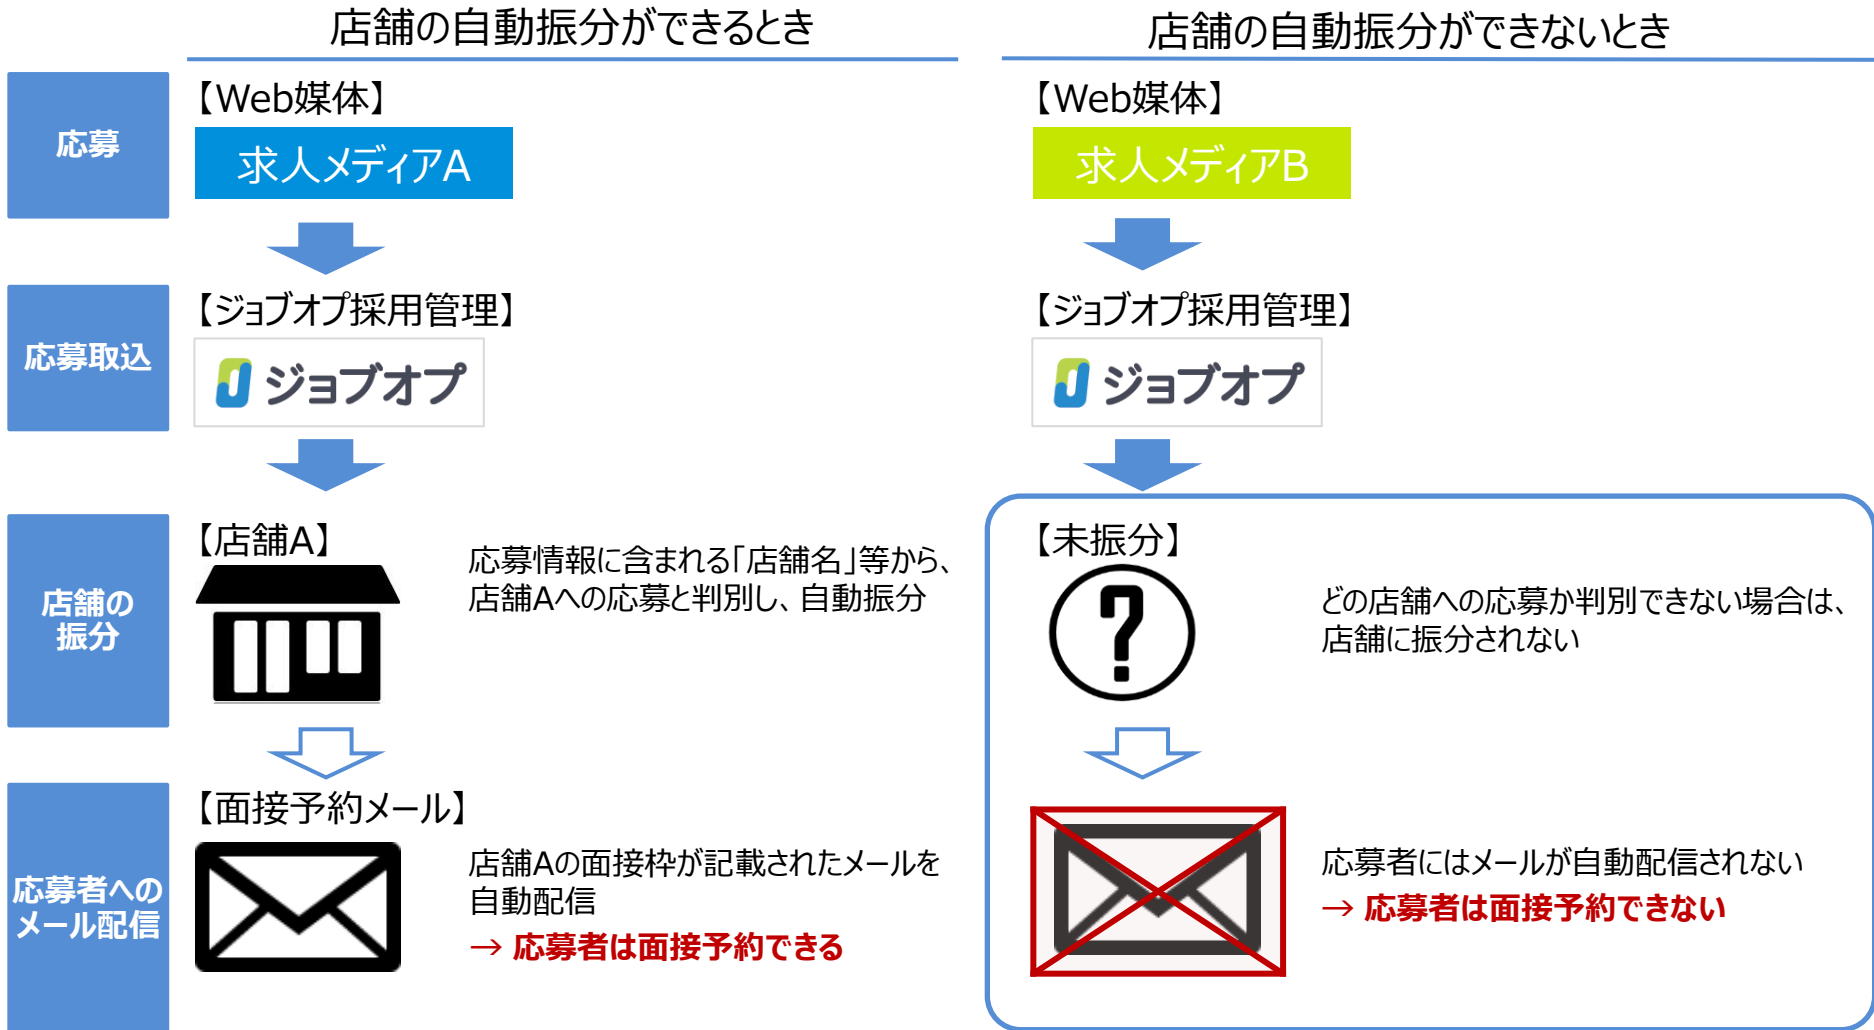 店舗の自動振分ができるとき
店舗の自動振分ができないとき
応募
【Web媒体】
求人メディアA
【Web媒体】
求人メディアB
応募取込
【ジョブオプ採用管理】
ジョブオプ
【ジョブオプ採用管理】
ジョブオプ
店舗の
振分
【店舗A】
応募情報に含まれる「店舗名」等から、
店舗Aへの応募と判別し、自動振分
【未振分】
?
どの店舗への応募か判別できない場合は、
店舗に振分されない
応募者への
メール配信
【面接予約メール】
店舗Aの面接枠が記載されたメールを
自動配信
→ 応募者は面接予約できる
応募者にはメールが自動配信されない
→ 応募者は面接予約できない